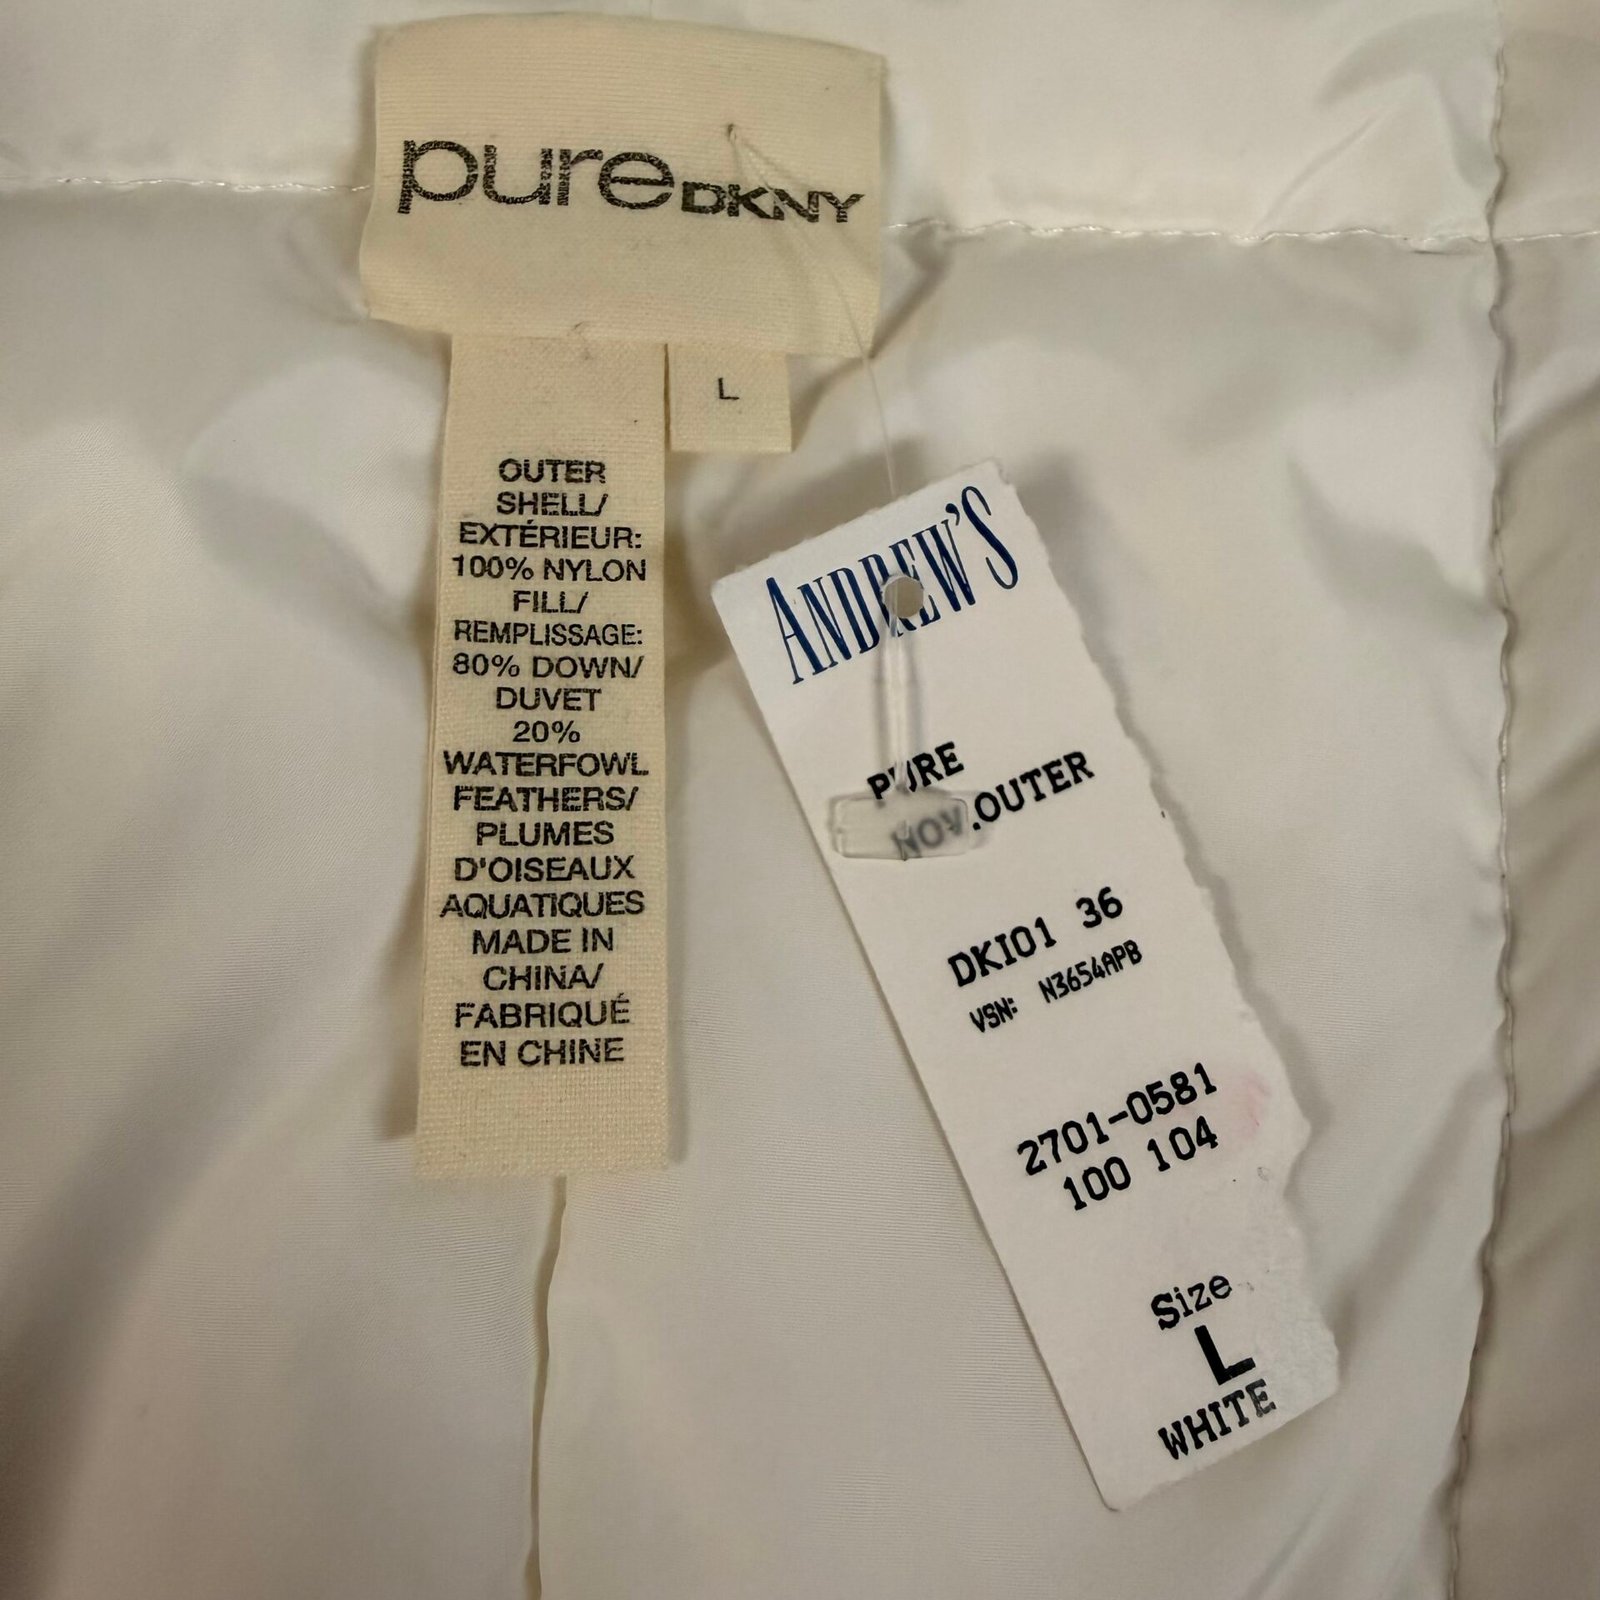 pureDKNY
L
OUTER
SHELL/
EXTÉRIEUR:
100% NYLON
FILL/
REMPLISSAGE:
80% DOWN/
DUVET
20%
WATERFOWL
FEATHERS/
PLUMES
D'OISEAUX
AQUATIQUES
MADE IN
CHINA/
FABRIQUÉ
EN CHINE
ANDREW'S
PURE
NOV.OUTER
DKI01 36
VSN: N3654APB
2701-0581
100 104
Size
L
WHITE